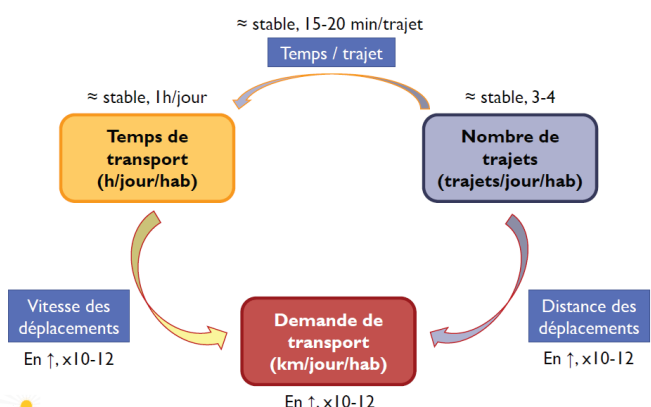 ≈ stable, 15-20 min/trajet
Temps / trajet
≈ stable, 1h/jour
≈ stable, 3-4
Temps de
transport
(h/jour/hab)
Nombre de
trajets
(trajets/jour/hab)
Vitesse des
déplacements
En ↑, x10-12
Demande de
transport
(km/jour/hab)
En ↑, x10-12
Distance des
déplacements
En ↑, x10-12